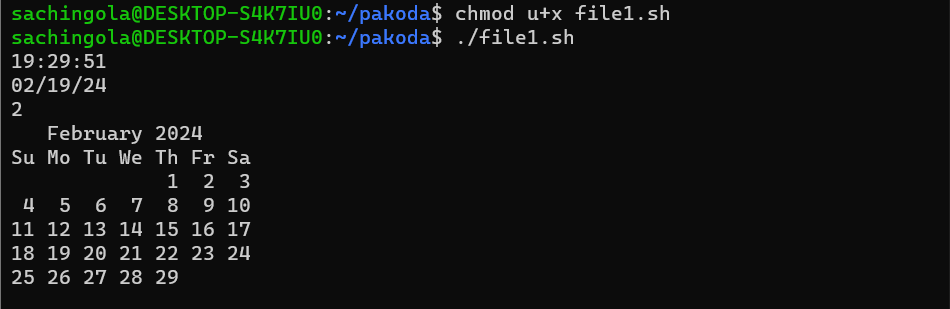 sachingola@DESKTOP-S4K7IU0:~/pakoda$ chmod u+x file1.sh
sachingola@DESKTOP-S4K7IU0:~/pakoda$ ./file1.sh
19:29:51
02/19/24
2
   February 2024
Su Mo Tu We Th Fr Sa
             1  2  3
 4  5  6  7  8  9 10
11 12 13 14 15 16 17
18 19 20 21 22 23 24
25 26 27 28 29